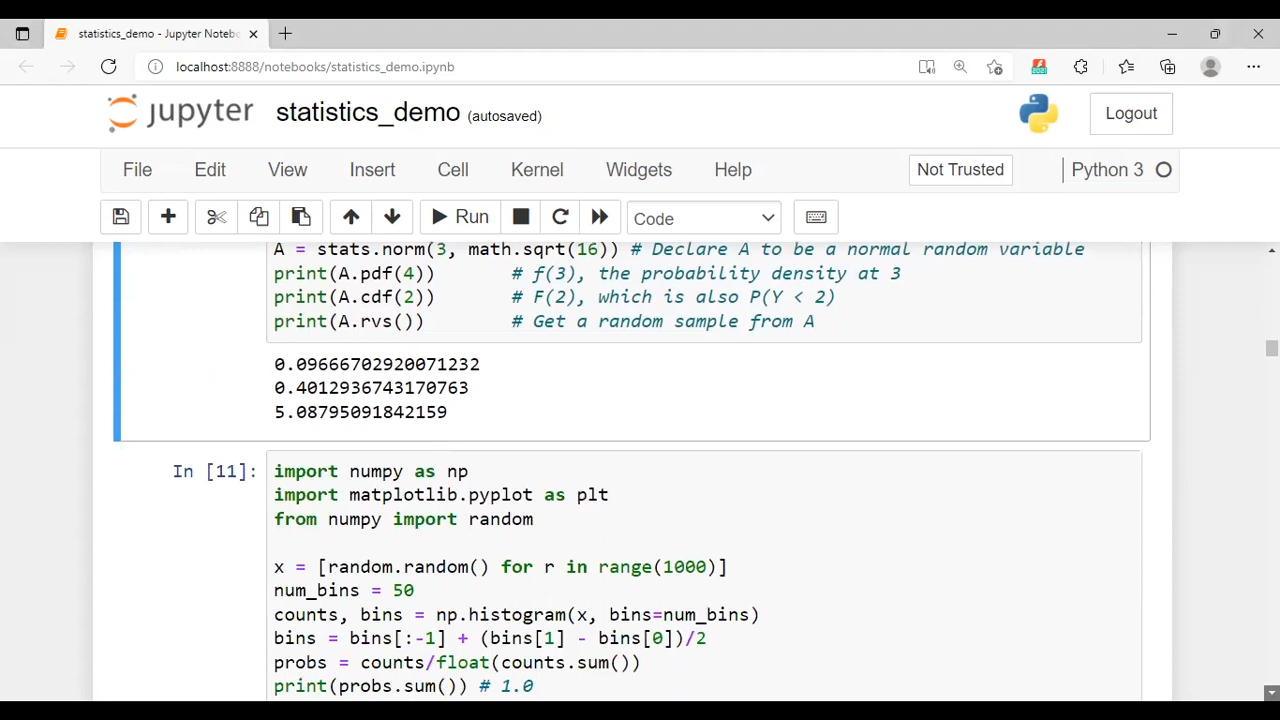 statistics_demo - Jupyter Noteb
localhost:8888/notebooks/statistics_demo.ipynb
jupyter statistics_demo (autosaved) Logout
File Edit View Insert Cell Kernel Widgets Help Not Trusted Python 3
Run Code
A = stats.norm(3, math.sqrt(16)) # Declare A to be a normal random variable
print(A.pdf(4)) # f(3), the probability density at 3
print(A.cdf(2)) # F(2), which is also P(Y < 2)
print(A.rvs()) # Get a random sample from A
0.09666702920071232
0.4012936743170763
5.08795091842159
In [11]: import numpy as np
import matplotlib.pyplot as plt
from numpy import random
x = [random.random() for r in range(1000)]
num_bins = 50
counts, bins = np.histogram(x, bins=num_bins)
bins = bins[:-1] + (bins[1] - bins[0])/2
probs = counts/float(counts.sum())
print(probs.sum()) # 1.0